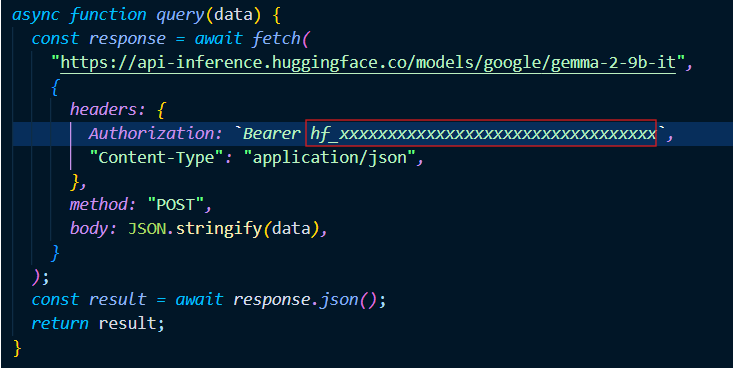 async function query(data) {
  const response = await fetch(
    "https://api-inference.huggingface.co/models/google/gemma-2-9b-it",
    {
      headers: {
        Authorization: `Bearer hf_xxxxxxxxxxxxxxxxxxxxxxxxxxxxxxxxxx`,
        "Content-Type": "application/json",
      },
      method: "POST",
      body: JSON.stringify(data),
    }
  );
  const result = await response.json();
  return result;
}